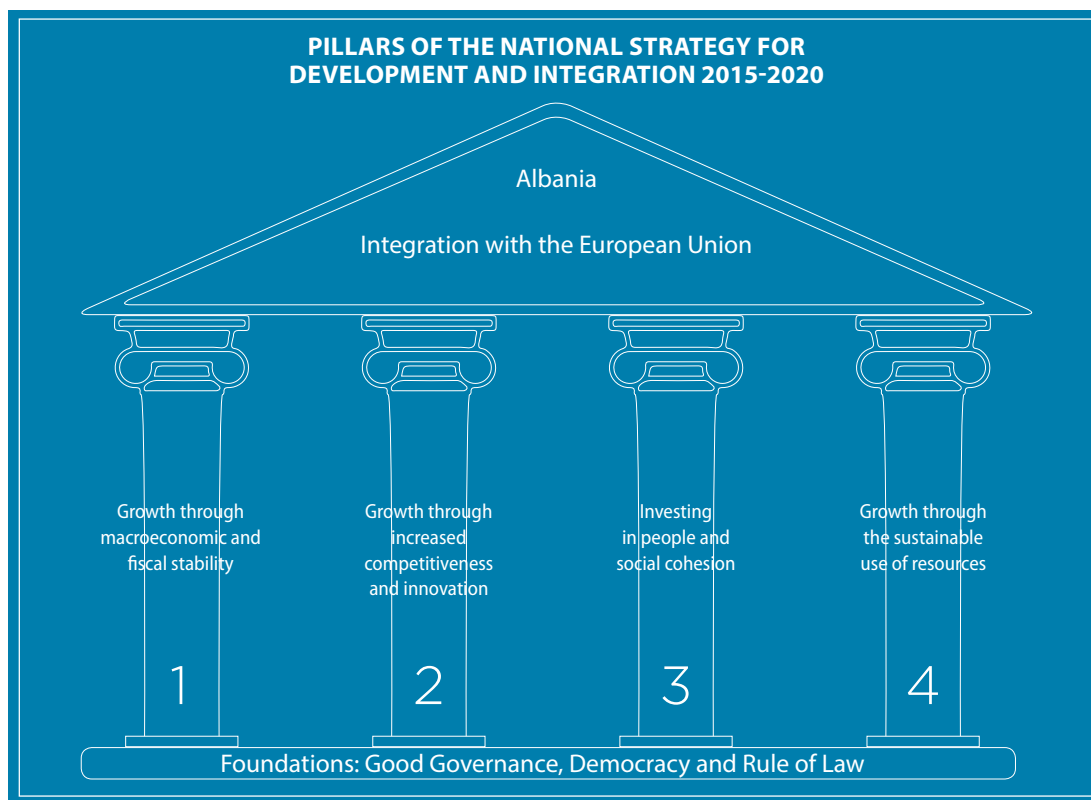 PILLARS OF THE NATIONAL STRATEGY FOR
DEVELOPMENT AND INTEGRATION 2015-2020
Albania
Integration with the European Union
Growth through
macroeconomic and
fiscal stability
1
Growth through
increased
competitiveness
and innovation
2
Investing
in people and
social cohesion
3
Growth through
the sustainable
use of resources
4
Foundations: Good Governance, Democracy and Rule of Law